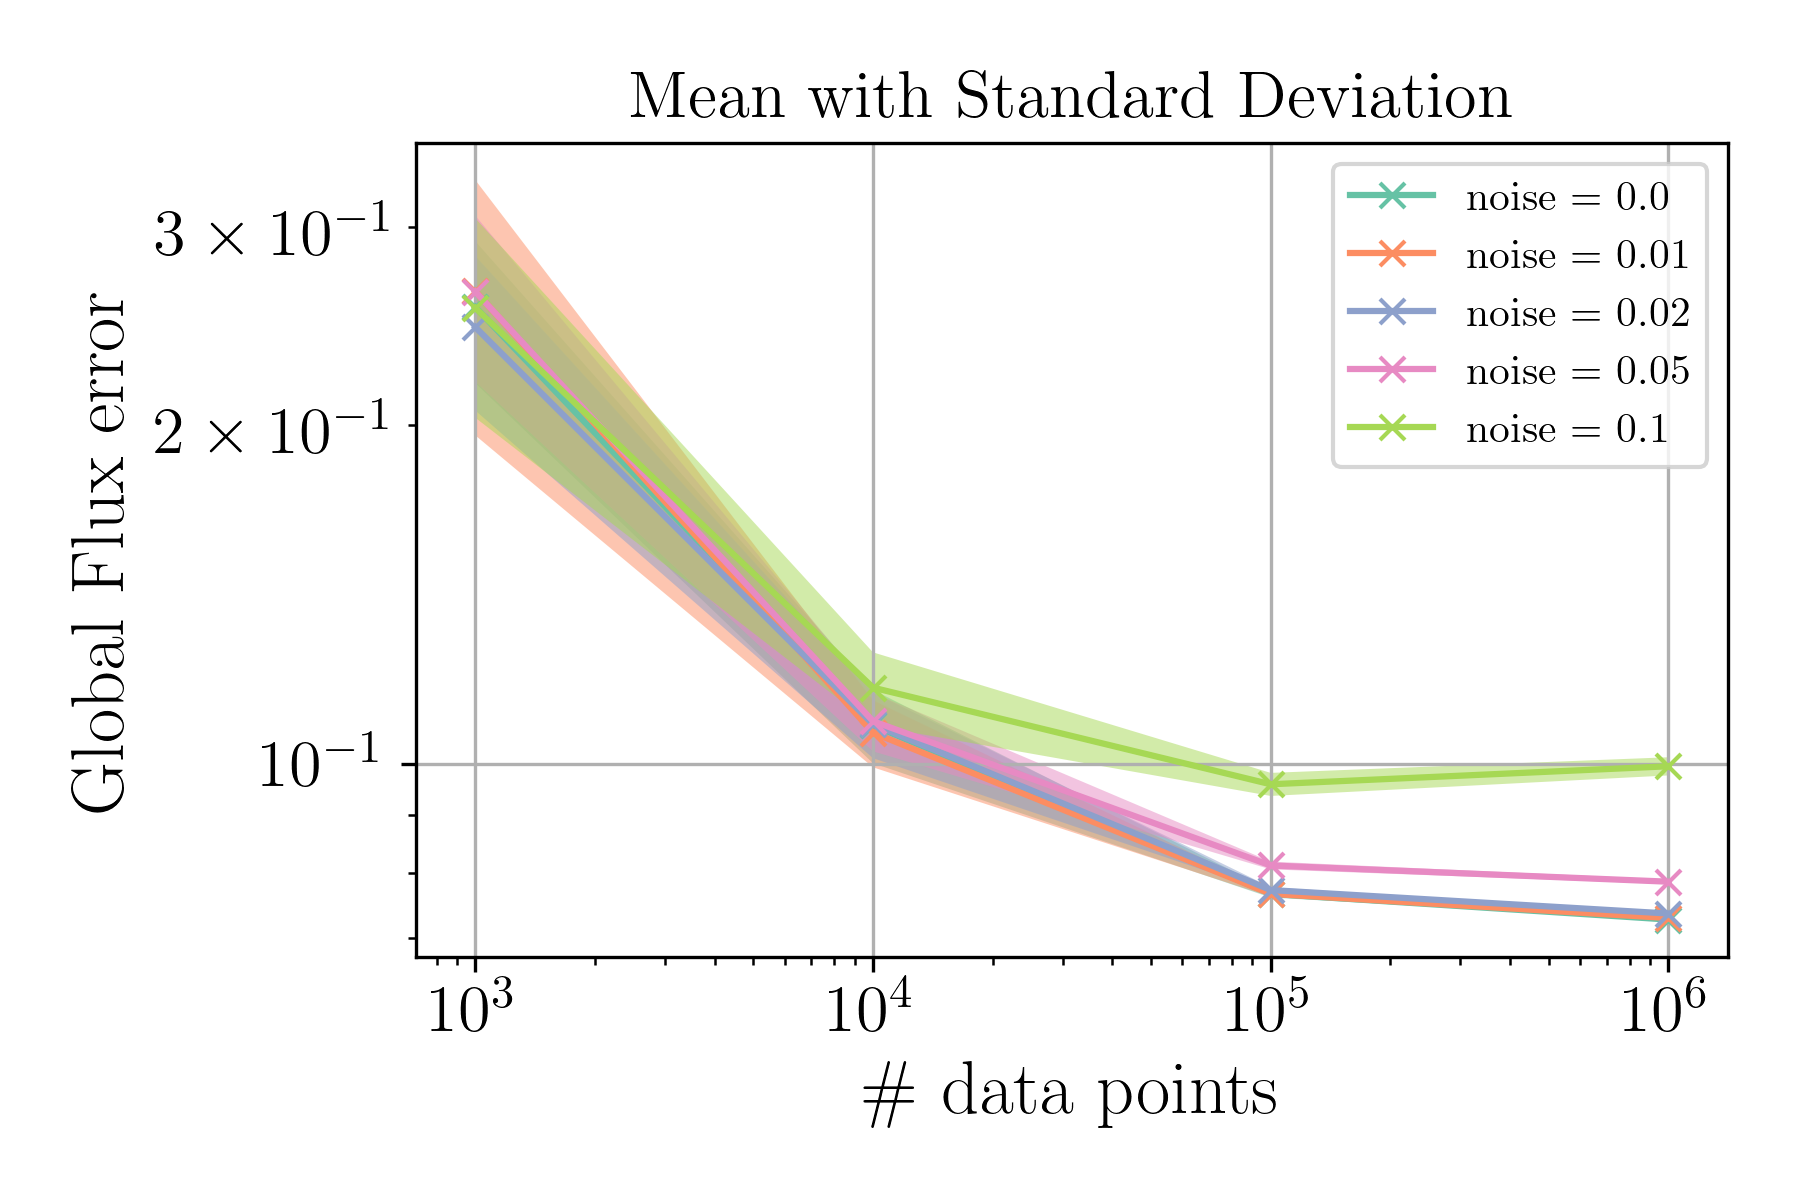 Mean with Standard Deviation
Global Flux error
3 × 10⁻¹
2 × 10⁻¹
10⁻¹
noise = 0.0
noise = 0.01
noise = 0.02
noise = 0.05
noise = 0.1
10³ 10⁴ 10⁵ 10⁶
# data points